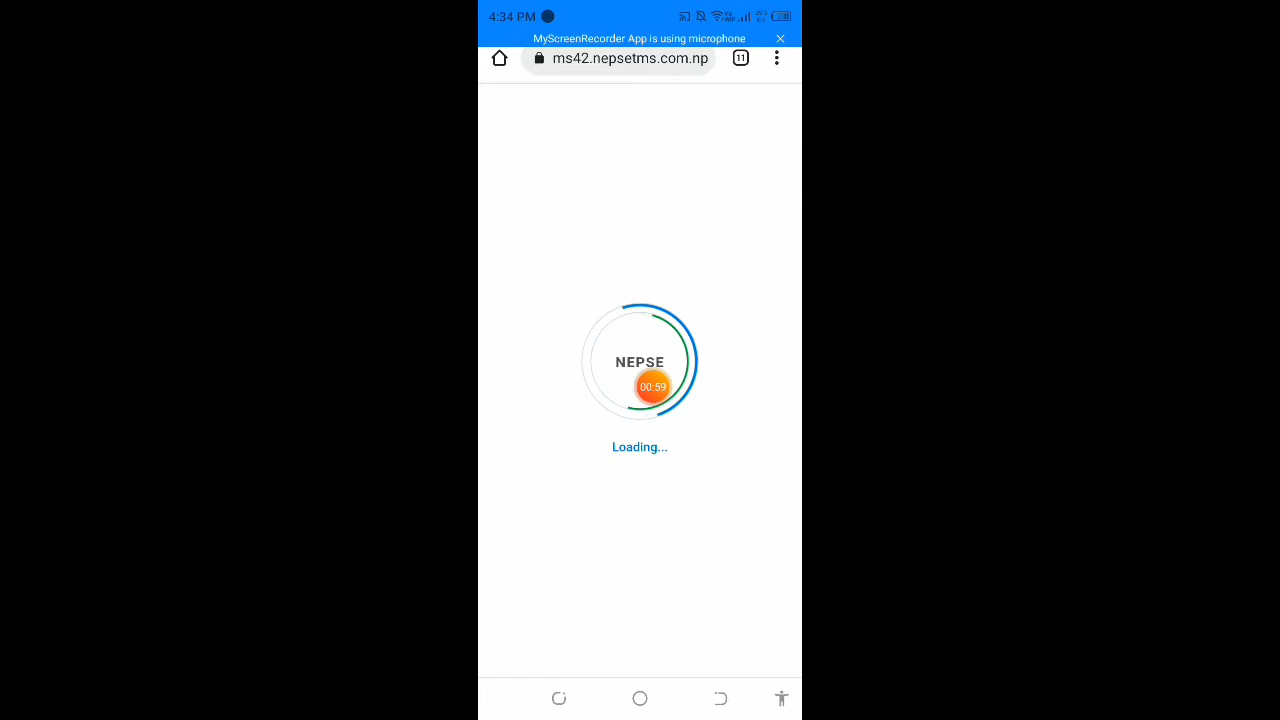 4:34 PM
MyScreenRecorder App is using microphone
ms42.nepsetms.com.np
11
NEPSE
00:59
Loading...